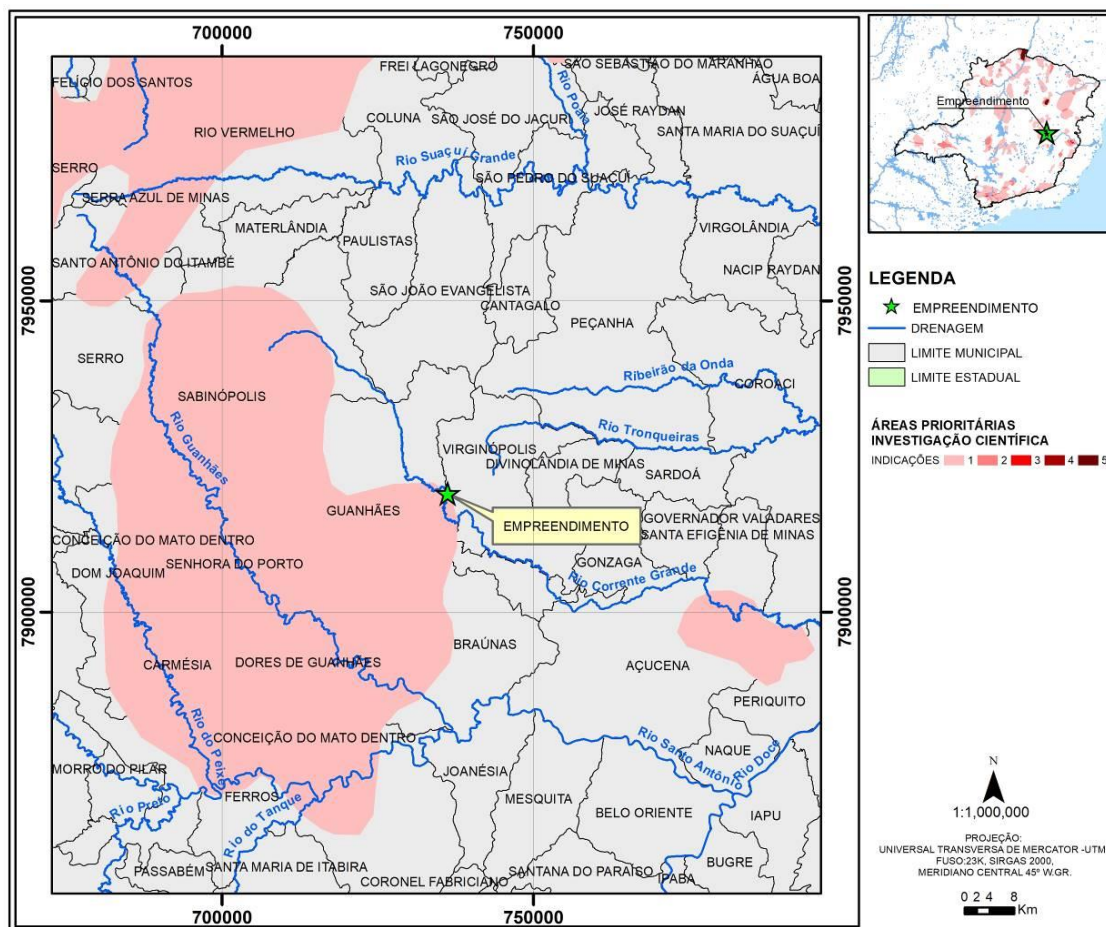 700000
750000
FREI LAGONEGRO
SÃO SEBASTIÃO DO MARANHÃO
FELÍCIO DOS SANTOS
ÁGUA BOA
Rio Poaia
JOSÉ RAYDAN
COLUNA
SÃO JOSÉ DO JACURI
RIO VERMELHO
SANTA MARIA DO SUAÇUÍ
Rio Suaçuí Grande
SERRO
SÃO PEDRO DO SUAÇUÍ
SERRA AZUL DE MINAS
MATERLÂNDIA
VIRGOLÂNDIA
PAULISTAS
SANTO ANTÔNIO DO ITAMBÉ
NACIP RAYDAN
SÃO JOÃO EVANGELISTA
7950000
CANTAGALO
7950000
PEÇANHA
SERRO
Ribeirão da Onda
COROACI
SABINÓPOLIS
Rio Guanhães
Rio Tronqueiras
VIRGINÓPOLIS
DIVINOLÂNDIA DE MINAS
SARDOÁ
GUANHÃES
EMPREENDIMENTO
GOVERNADOR VALADARES
SANTA EFIGÊNIA DE MINAS
CONCEIÇÃO DO MATO DENTRO
GONZAGA
SENHORA DO PORTO
DOM JOAQUIM
Rio Corrente Grande
7900000
7900000
BRAÚNAS
CARMÉSIA
DORES DE GUANHÃES
AÇUCENA
PERIQUITO
Rio do Peixe
CONCEIÇÃO DO MATO DENTRO
Rio Santo Antônio
NAQUE
Rio Doce
MORRO DO PILAR
JOANÉSIA
FERROS
Rio Preto
Rio do Tanque
MESQUITA
BELO ORIENTE
IAPU
BUGRE
PASSABÉM
SANTA MARIA DE ITABIRA
SANTANA DO PARAÍSO
CORONEL FABRICIANO
IPABA
700000
750000
Empreendimento
LEGENDA
EMPREENDIMENTO
DRENAGEM
LIMITE MUNICIPAL
LIMITE ESTADUAL
ÁREAS PRIORITÁRIAS
INVESTIGAÇÃO CIENTÍFICA
INDICAÇÕES 1 2 3 4 5
N
1:1,000,000
PROJEÇÃO:
UNIVERSAL TRANSVERSA DE MERCATOR -UTM
FUSO:23K, SIRGAS 2000,
MERIDIANO CENTRAL 45º W.GR.
0 2 4 8
Km